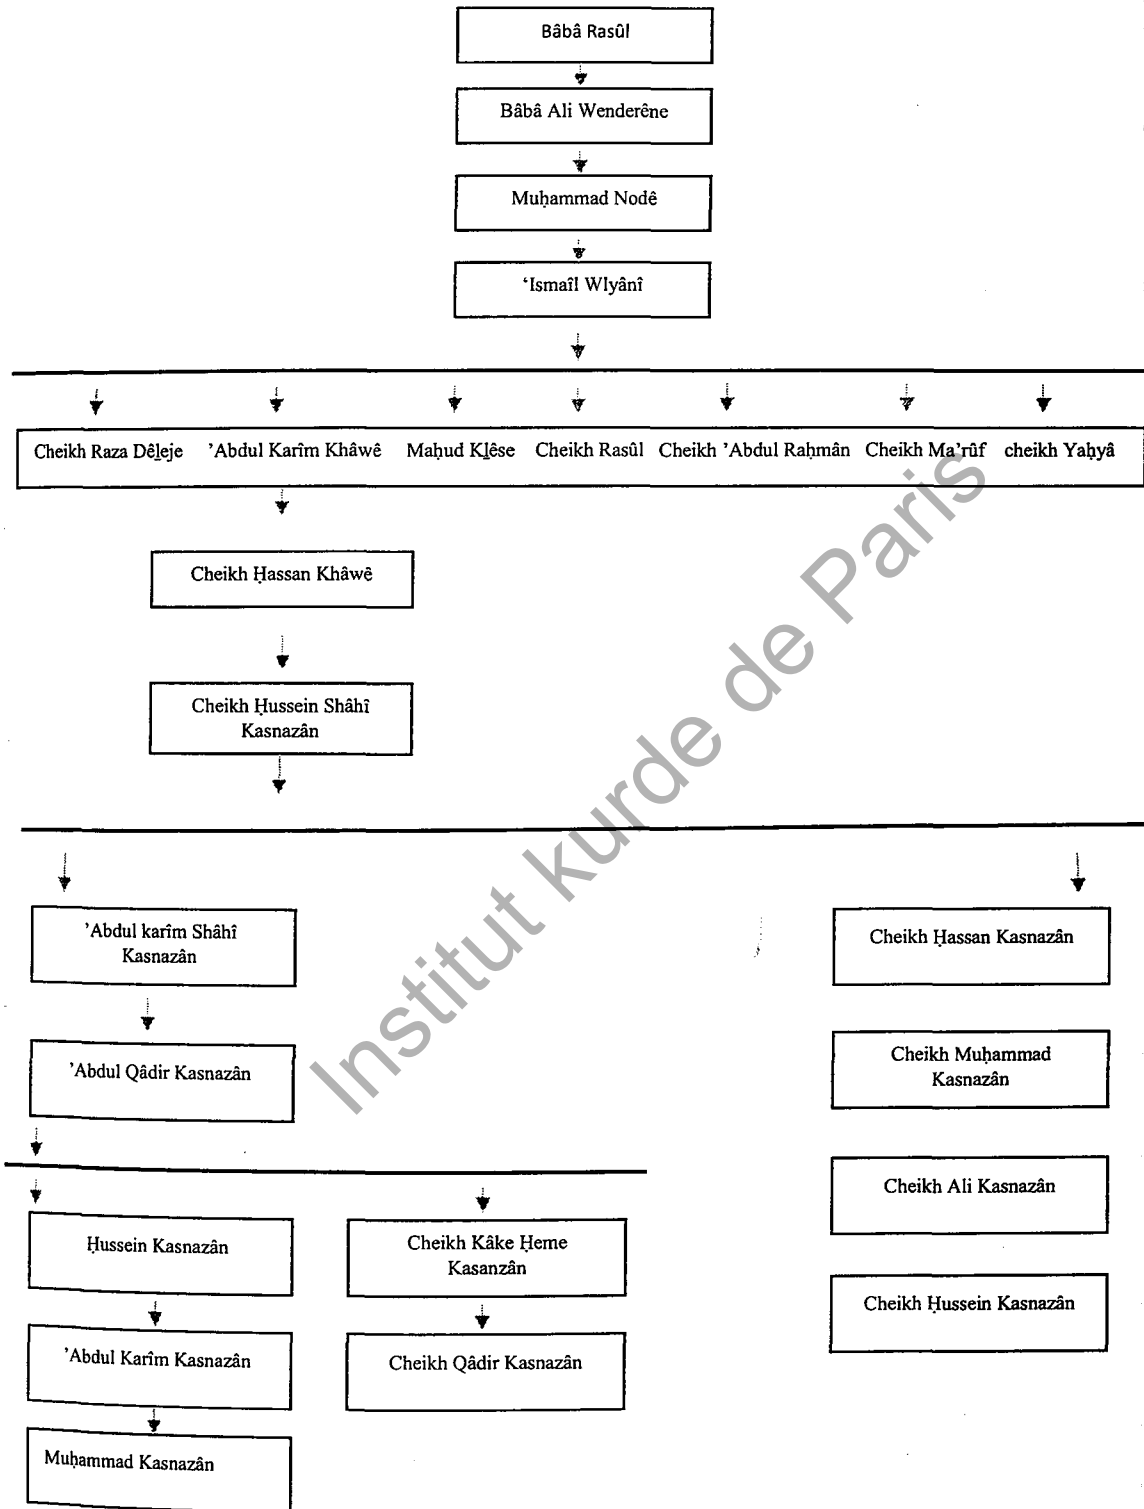 Bâbâ Rasûl
Bâbâ Ali Wenderêne
Muḥammad Nodê
‘Ismaîl Wlyânî
Cheikh Raza Dêḻeje ’Abdul Karîm Khâwê Maḥud Kḻêse Cheikh Rasûl Cheikh ’Abdul Raḥmân Cheikh Ma’rûf cheikh Yaḥyâ
Cheikh Ḥassan Khâwê
Cheikh Ḥussein Shâhî
Kasnazân
’Abdul karîm Shâhî
Kasnazân
Cheikh Ḥassan Kasnazân
’Abdul Qâdir Kasnazân
Cheikh Muḥammad
Kasnazân
Cheikh Ali Kasnazân
Ḥussein Kasnazân
Cheikh Kâke Ḥeme
Kasanzân
Cheikh Ḥussein Kasnazân
’Abdul Karîm Kasnazân
Cheikh Qâdir Kasnazân
Muḥammad Kasnazân
Institut kurde de Paris